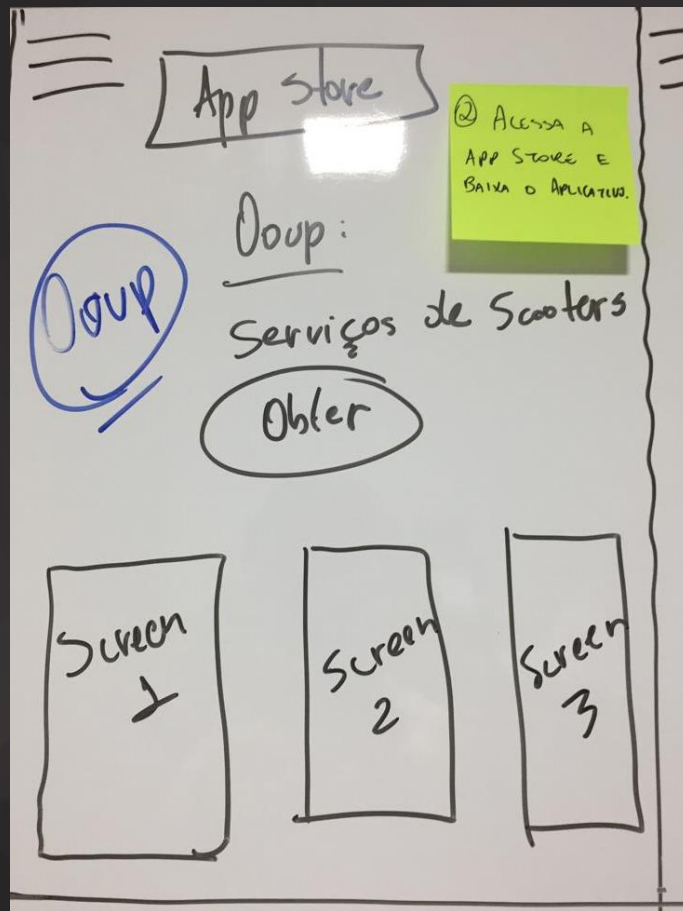 App Store
② ACESSA A
APP STORE E
BAIXA O APLICATIVO.
Ooup:
Ooup
Serviços de Scooters
Obter
Screen
1
Screen
2
Screen
3